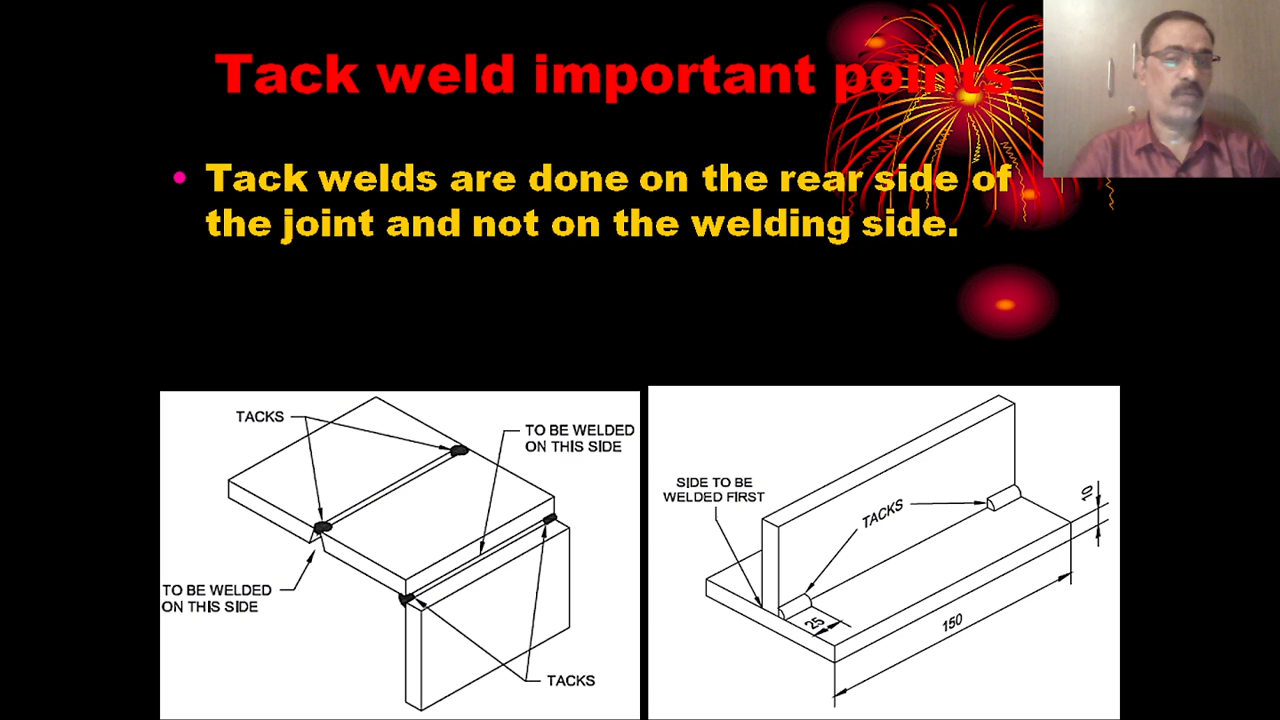 Tack weld important points
• Tack welds are done on the rear side of
the joint and not on the welding side.
TACKS
TO BE WELDED
ON THIS SIDE
TO BE WELDED
ON THIS SIDE
TACKS
SIDE TO BE
WELDED FIRST
TACKS
10
25
150